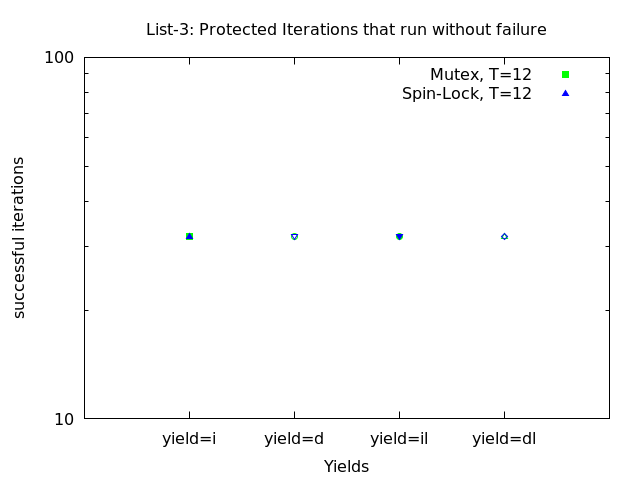 List-3: Protected Iterations that run without failure
100
Mutex, T=12
Spin-Lock, T=12
successful iterations
10
yield=i yield=d yield=il yield=dl
Yields